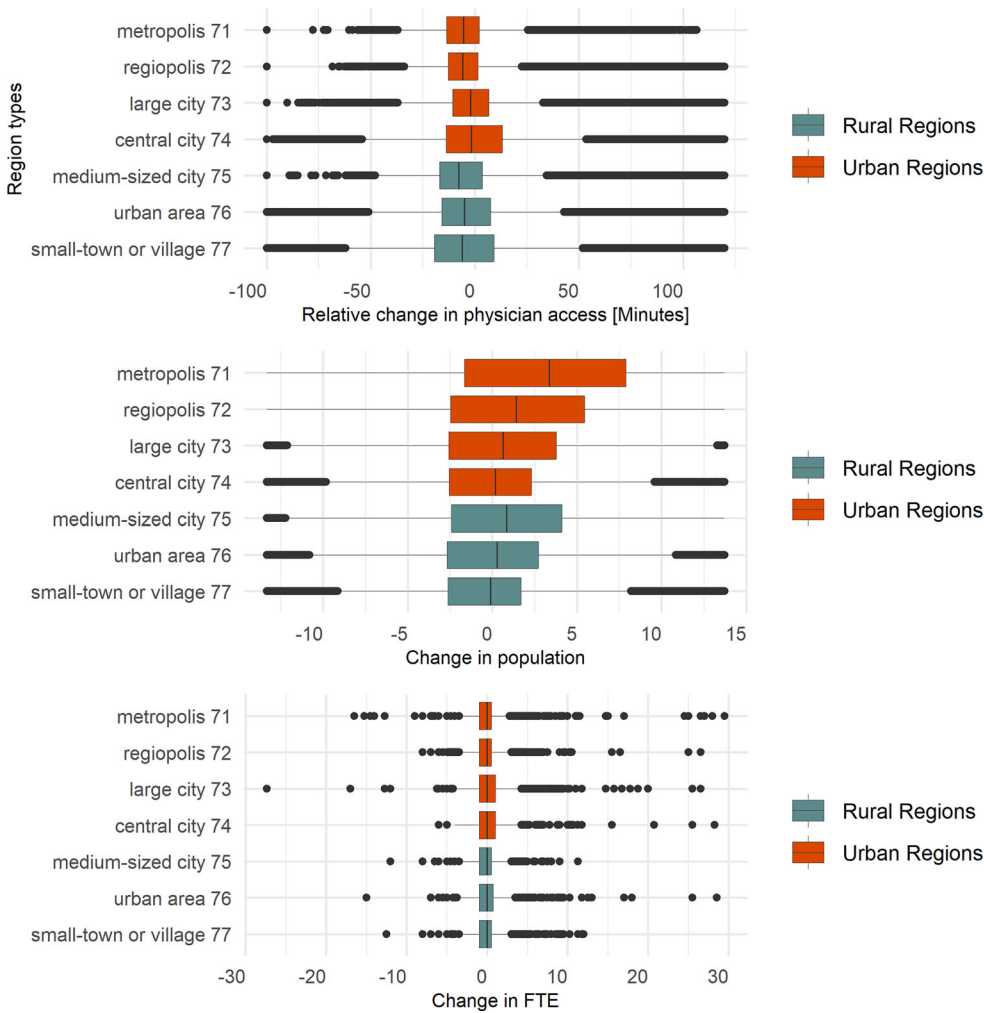 Region types
metropolis 71
regiopolis 72
large city 73
central city 74
medium-sized city 75
urban area 76
small-town or village 77
-100 -50 0 50 100
Relative change in physician access [Minutes]
Rural Regions
Urban Regions
metropolis 71
regiopolis 72
large city 73
central city 74
medium-sized city 75
urban area 76
small-town or village 77
-10 -5 0 5 10 15
Change in population
Rural Regions
Urban Regions
metropolis 71
regiopolis 72
large city 73
central city 74
medium-sized city 75
urban area 76
small-town or village 77
-30 -20 -10 0 10 20 30
Change in FTE
Rural Regions
Urban Regions